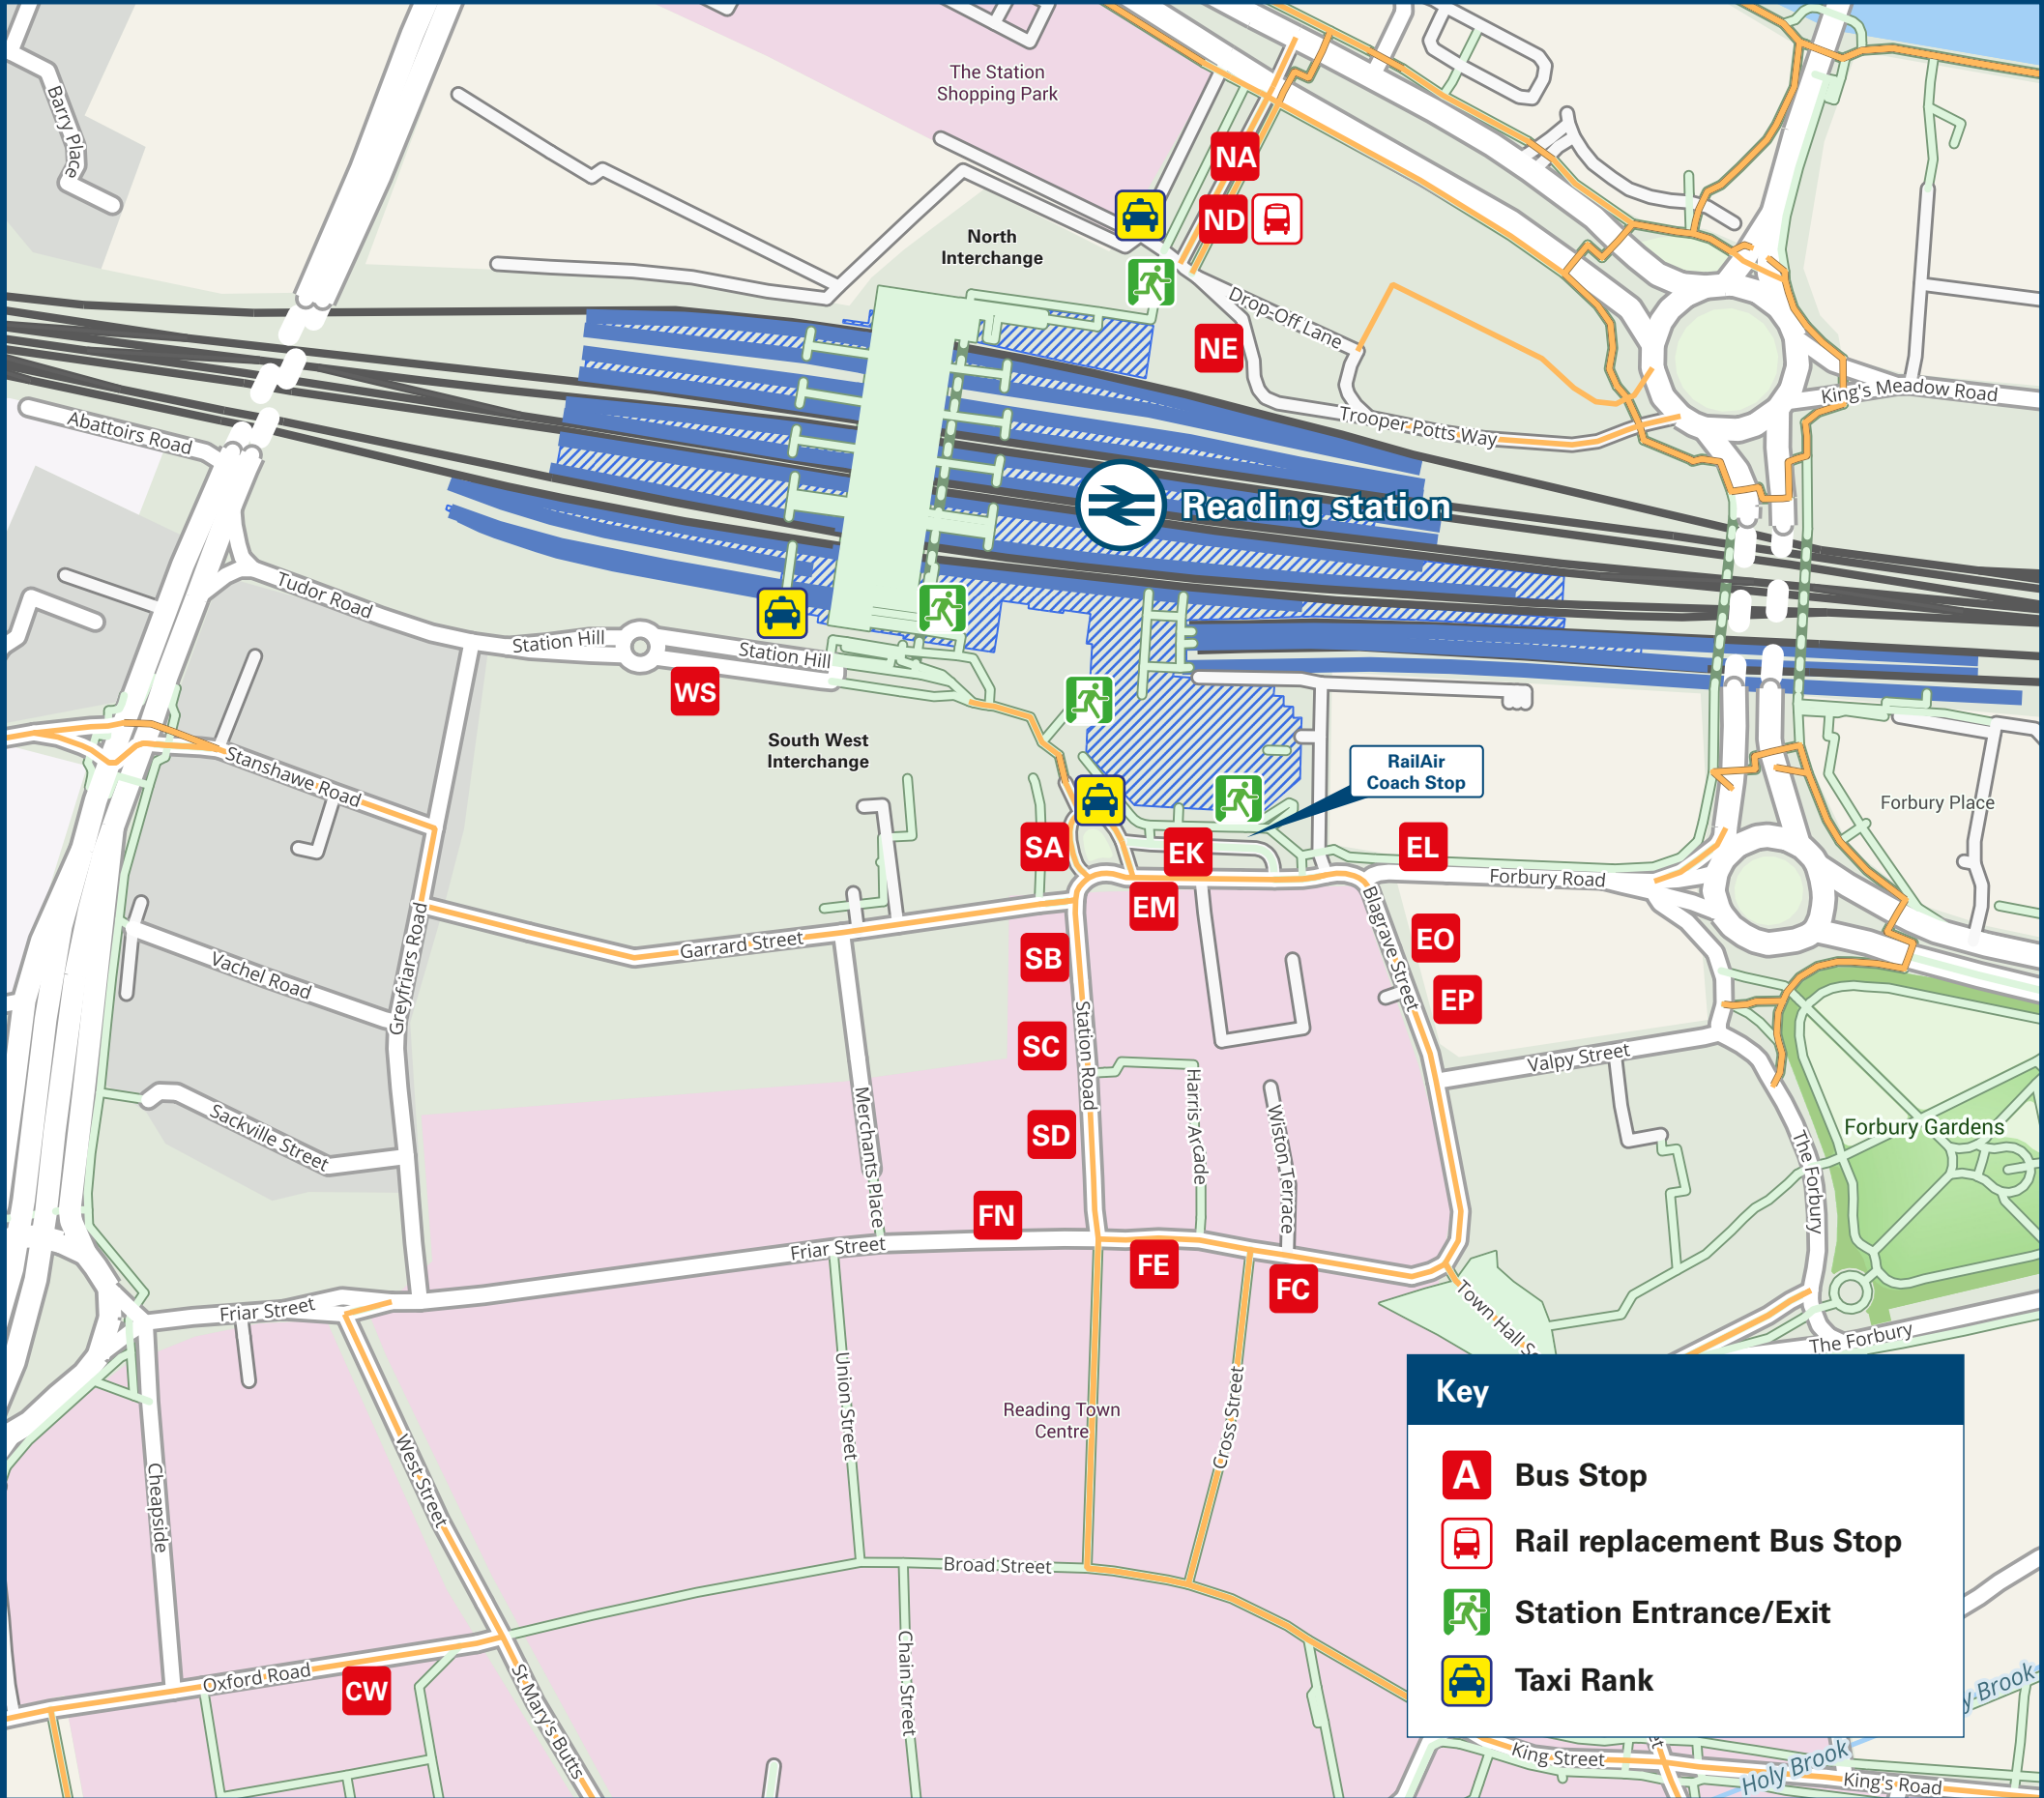 The Station
Shopping Park
Barry Place
NA
ND
North
Interchange
Drop-Off Lane
NE
King's Meadow Road
Abattoirs Road
Trooper Potts Way
Reading station
Tudor Road
Station Hill
Station Hill
WS
South West
Interchange
RailAir
Coach Stop
Stanshawe Road
Forbury Place
SA
EK
EL
Forbury Road
EM
Blagrave Street
Garrard Street
EO
SB
Vachel Road
Greyfriars Road
EP
Station Road
SC
Valpy Street
Merchants Place
Harris Arcade
Wiston Terrace
Sackville Street
SD
Forbury Gardens
The Forbury
FN
Friar Street
FE
FC
Friar Street
Town Hall
The Forbury
Union Street
Reading Town
Centre
Cross Street
West Street
Cheapside
Broad Street
Oxford Road
CW
St Mary's Butts
Chain Street
Key
A Bus Stop
Rail replacement Bus Stop
Station Entrance/Exit
Taxi Rank
King Street
Holy Brook
King's Road
Brook